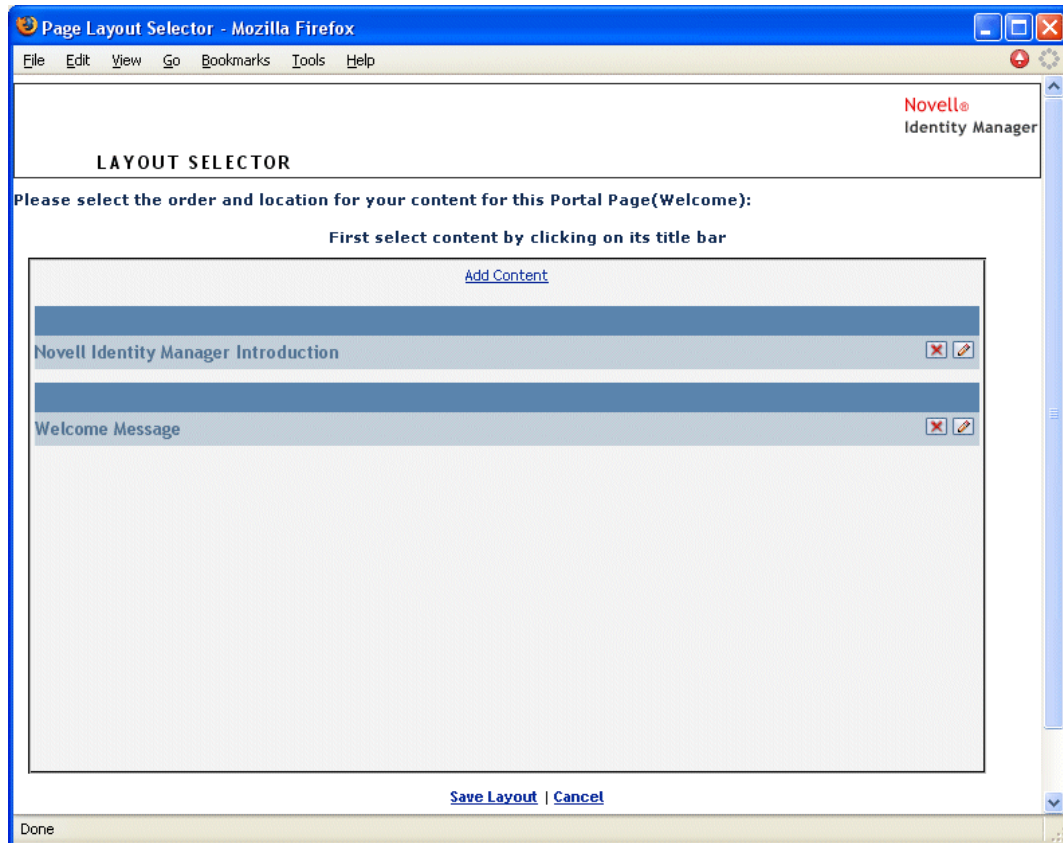 Page Layout Selector - Mozilla Firefox
File Edit View Go Bookmarks Tools Help
Novell®
Identity Manager
LAYOUT SELECTOR
Please select the order and location for your content for this Portal Page(Welcome):
First select content by clicking on its title bar
Add Content
Novell Identity Manager Introduction
Welcome Message
Save Layout | Cancel
Done